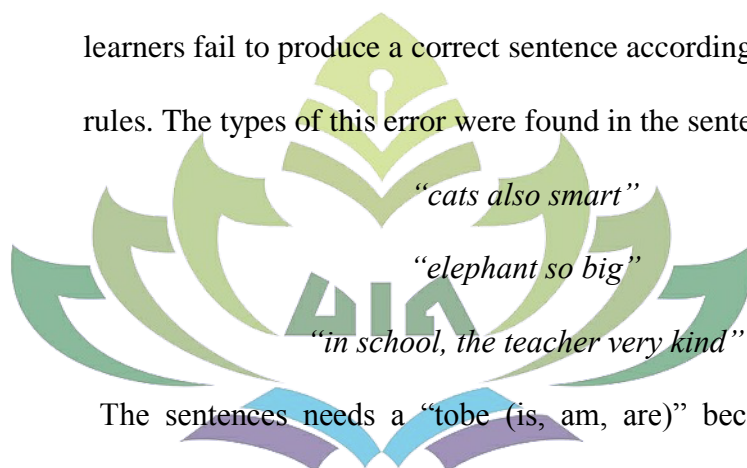 learners fail to produce a correct sentence according
rules. The types of this error were found in the sente
“cats also smart”
“elephant so big”
UIN
“in school, the teacher very kind”
The sentences needs a “tobe (is, am, are)” bec